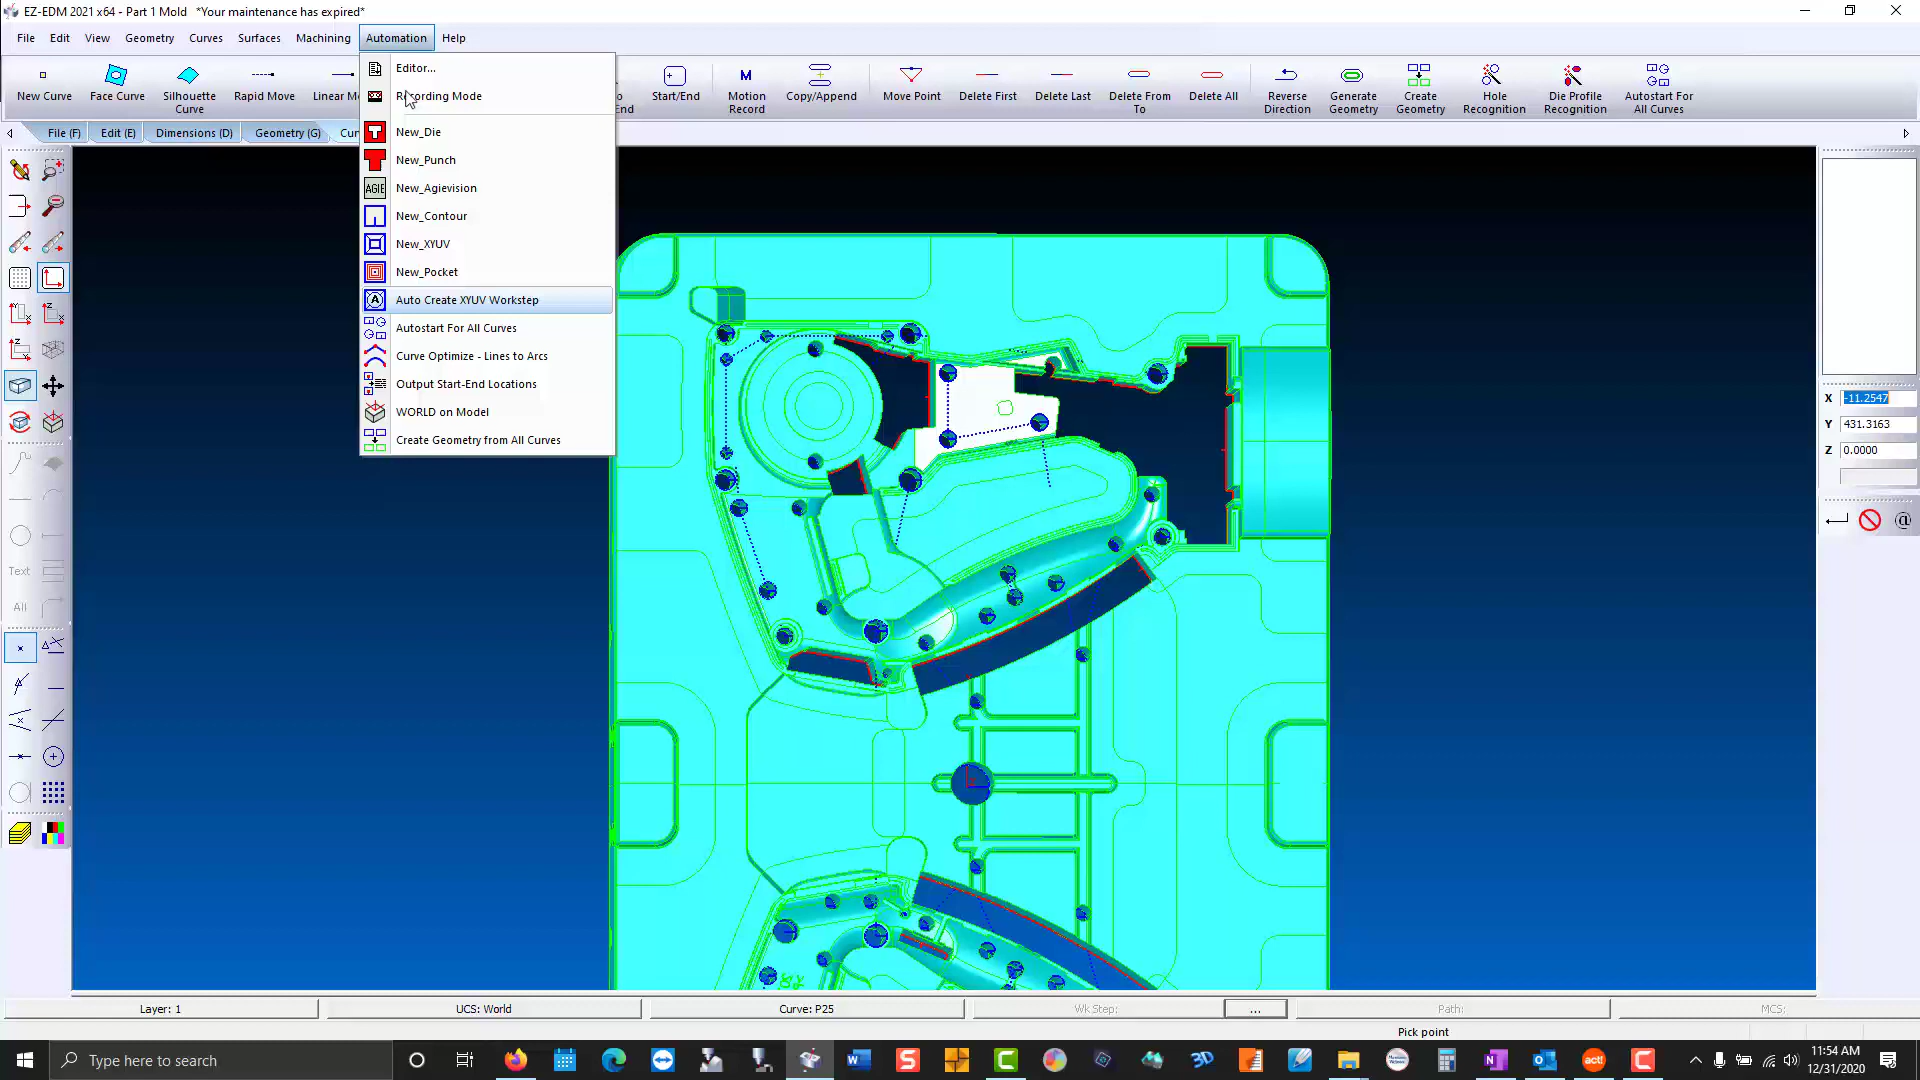 EZ-EDM 2021 x64 - Part 1 Mold *Your maintenance has expired*
File Edit View Geometry Curves Surfaces Machining Automation Help
Editor...
Recording Mode
New_Die
New_Punch
New_Agievision
New_Contour
New_XYUV
New_Pocket
Auto Create XYUV Workstep
Autostart For All Curves
Curve Optimize - Lines to Arcs
Output Start-End Locations
WORLD on Model
Create Geometry from All Curves
AGIE
New Curve
Face Curve
Silhouette
Curve
Rapid Move
End
Start/End
M
Motion
Record
Copy/Append
Move Point
Delete First
Delete Last
Delete From
To
Delete All
Reverse
Direction
Generate
Geometry
Create
Geometry
Hole
Recognition
Die Profile
Recognition
Autostart For
All Curves
File (F) Edit (E) Dimensions (D) Geometry (G)
Text
All
X -11.2547
Y 431.3163
Z 0.0000
@
Layer: 1 UCS: World Curve: P25 Wk Step: ... Path: MCS:
Pick point
Type here to search
W S C 3D N act! C
11:54 AM
12/31/2020